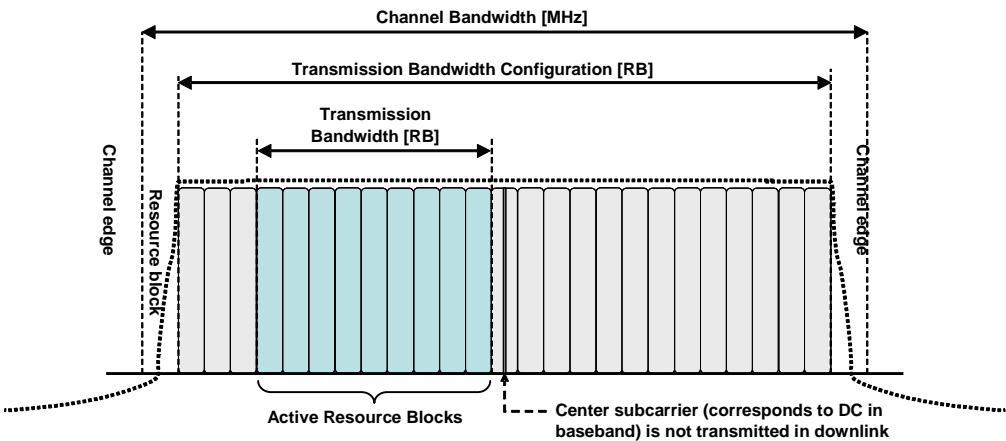 Channel Bandwidth [MHz]
Transmission Bandwidth Configuration [RB]
Transmission
Bandwidth [RB]
Channel edge
Resource block
Channel edge
Active Resource Blocks
Center subcarrier (corresponds to DC in
baseband) is not transmitted in downlink